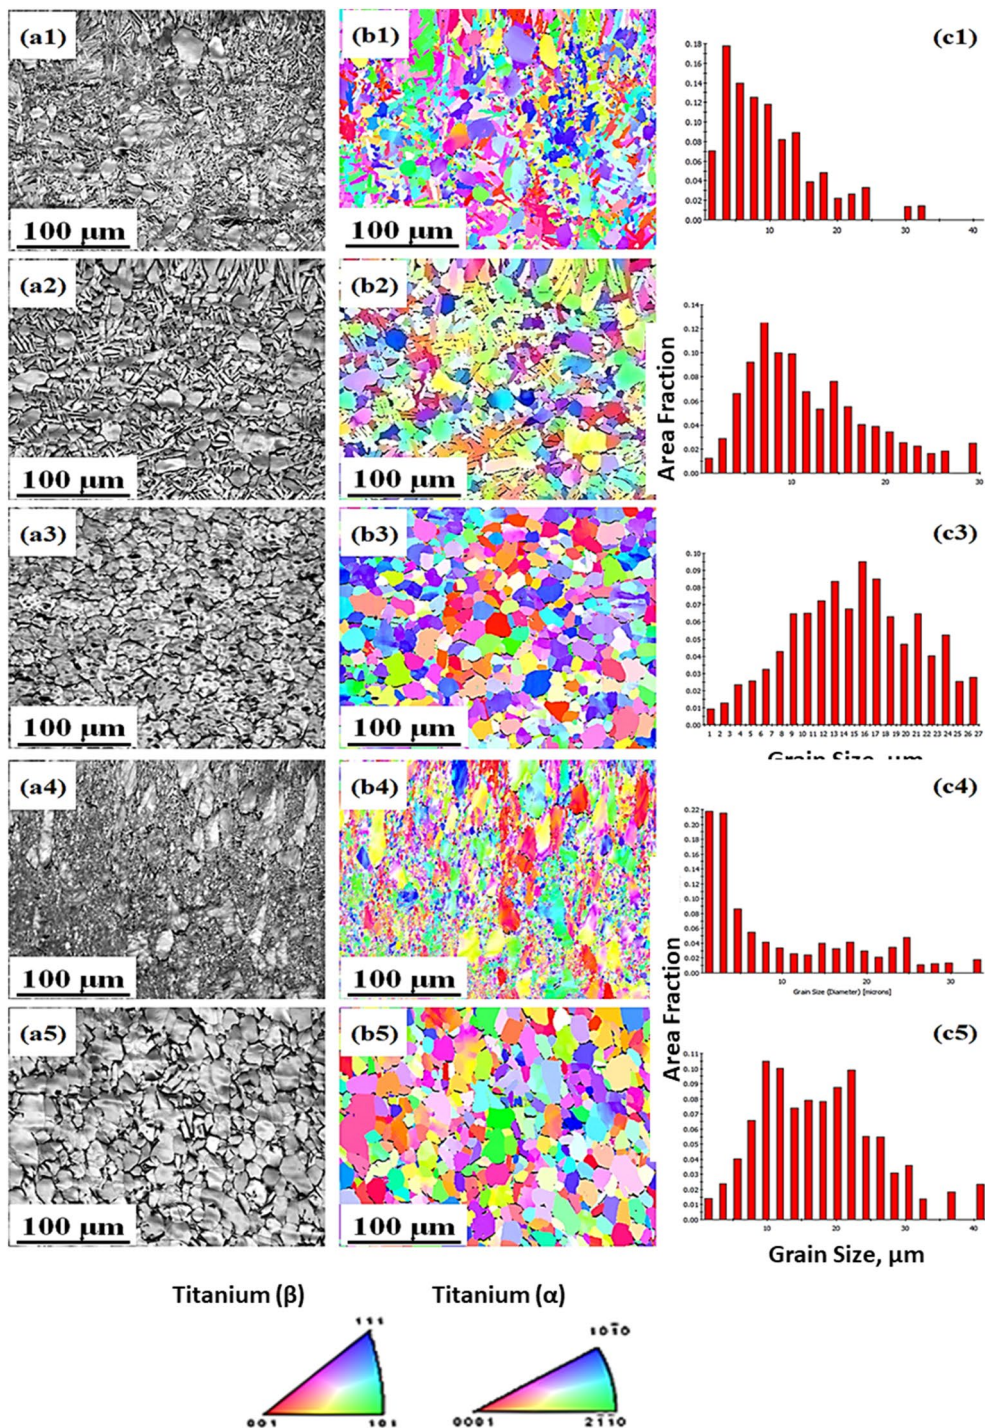 (a1)
100 µm
(b1)
100 µm
(c1)
0.18
0.16
0.14
0.12
0.10
0.08
0.06
0.04
0.02
0.00
10
20
30
40
(a2)
100 µm
(b2)
100 µm
(c2)
0.14
0.12
0.10
0.08
0.06
0.04
0.02
0.00
10
20
30
Area Fraction
(a3)
100 µm
(b3)
100 µm
(c3)
0.10
0.09
0.08
0.07
0.06
0.05
0.04
0.03
0.02
0.01
0.00
1 2 3 4 5 6 7 8 9 10 11 12 13 14 15 16 17 18 19 20 21 22 23 24 25 26 27
Grain Size, µm
(a4)
100 µm
(b4)
100 µm
(c4)
0.22
0.20
0.18
0.16
0.14
0.12
0.10
0.08
0.06
0.04
0.02
0.00
10
20
30
Grain Size (Diameter) [microns]
Area Fraction
(a5)
100 µm
(b5)
100 µm
(c5)
0.11
0.10
0.09
0.08
0.07
0.06
0.05
0.04
0.03
0.02
0.01
0.00
10
20
30
40
Grain Size, µm
Titanium (β)
Titanium (α)
111
001
101
101̄0
0001
21̄1̄0